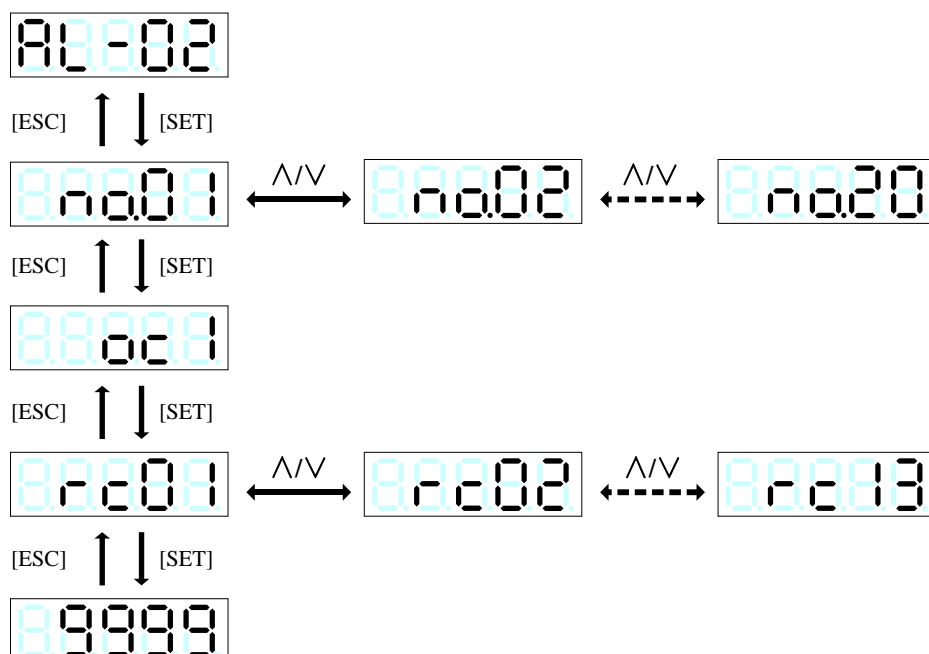 AL-02
[ESC] [SET]
no.01 ∧/∨ no.02 ∧/∨ no.20
[ESC] [SET]
oc1
[ESC] [SET]
rc01 ∧/∨ rc02 ∧/∨ rc13
[ESC] [SET]
9999